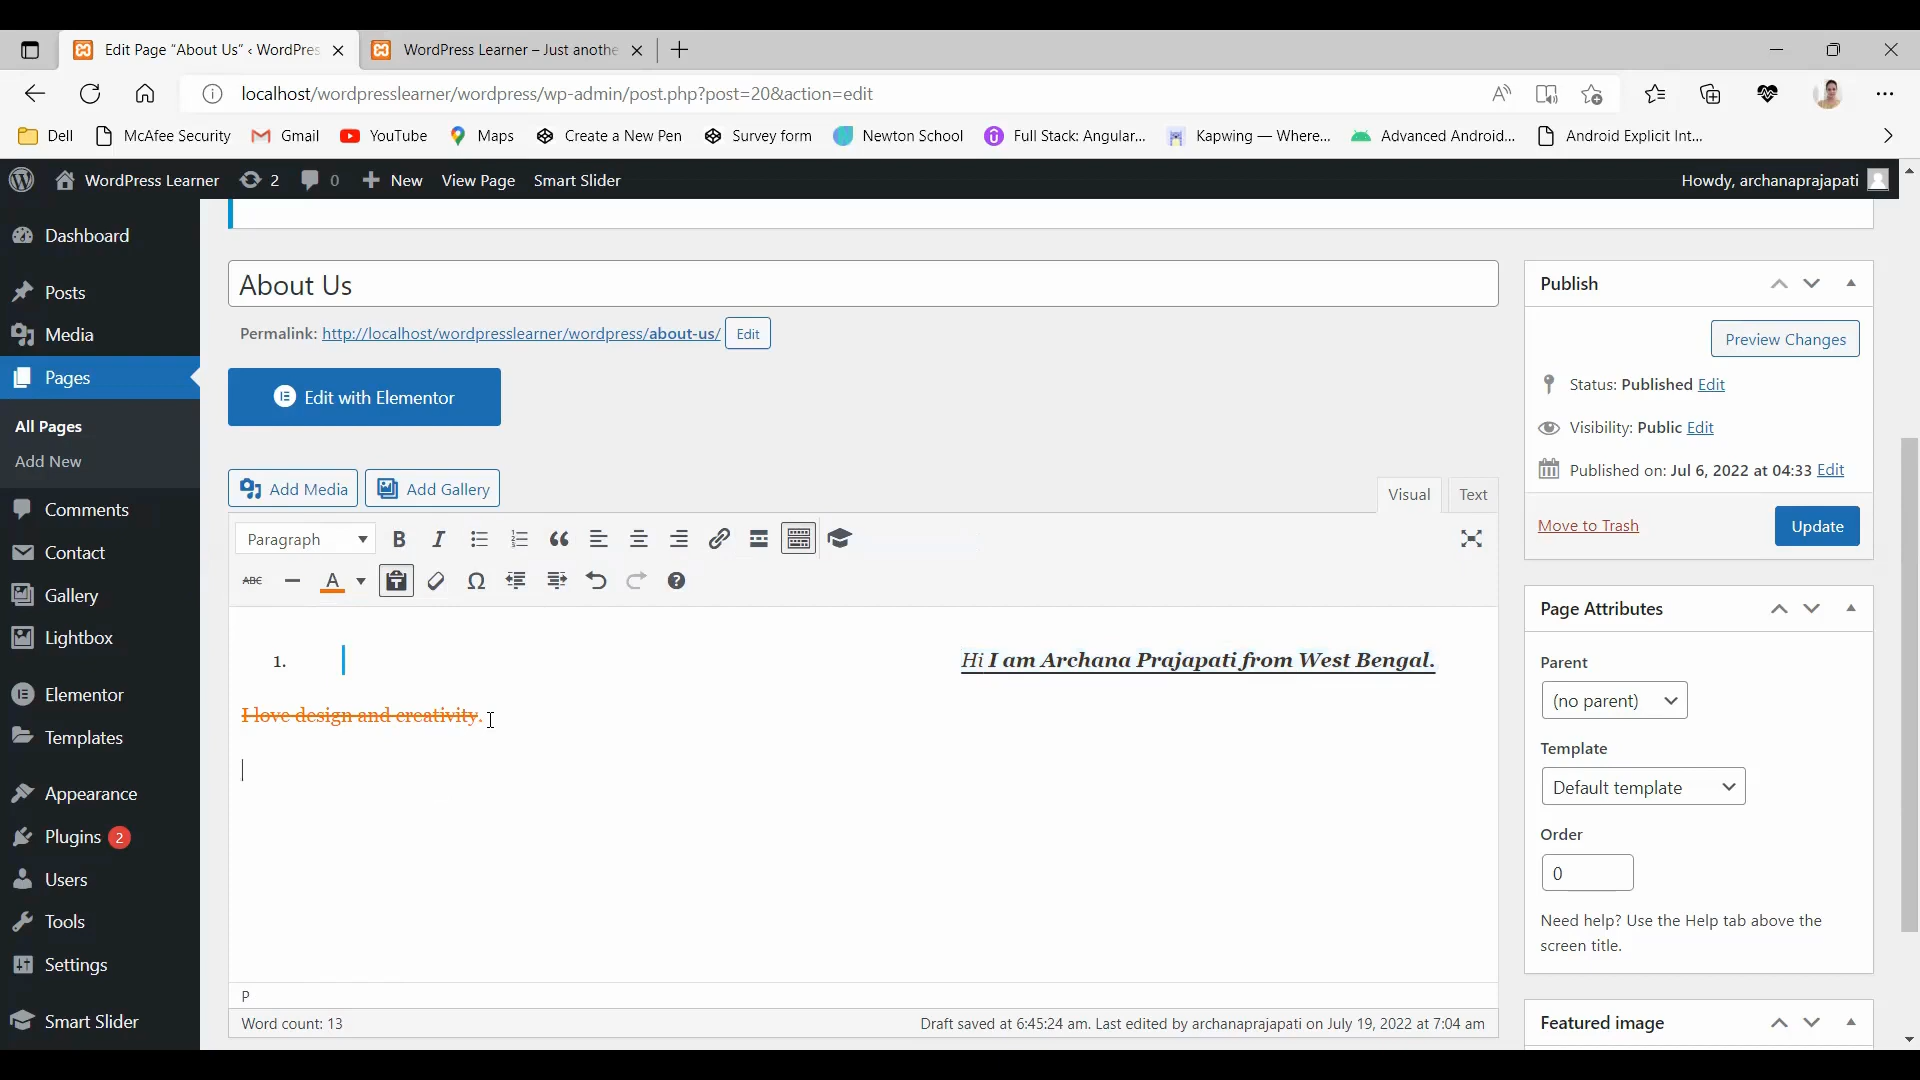 Edit Page “About Us” ‹ WordPres
WordPress Learner – Just anothe
localhost/wordpresslearner/wordpress/wp-admin/post.php?post=20&action=edit
Dell
McAfee Security
Gmail
YouTube
Maps
Create a New Pen
Survey form
Newton School
Full Stack: Angular...
Kapwing — Where...
Advanced Android...
Android Explicit Int...
WordPress Learner
2
0
New
View Page
Smart Slider
Howdy, archanaprajapati
Dashboard
Posts
Media
Pages
All Pages
Add New
Comments
Contact
Gallery
Lightbox
Elementor
Templates
Appearance
Plugins 2
Users
Tools
Settings
Smart Slider
About Us
Permalink: http://localhost/wordpresslearner/wordpress/about-us/ Edit
Edit with Elementor
Add Media
Add Gallery
Visual
Text
Paragraph
B
I
ABC
A
Ω
1.
Hi I am Archana Prajapati from West Bengal.
I love design and creativity.
P
Word count: 13
Draft saved at 6:45:24 am. Last edited by archanaprajapati on July 19, 2022 at 7:04 am
Publish
Preview Changes
Status: Published Edit
Visibility: Public Edit
Published on: Jul 6, 2022 at 04:33 Edit
Move to Trash
Update
Page Attributes
Parent
(no parent)
Template
Default template
Order
0
Need help? Use the Help tab above the
screen title.
Featured image